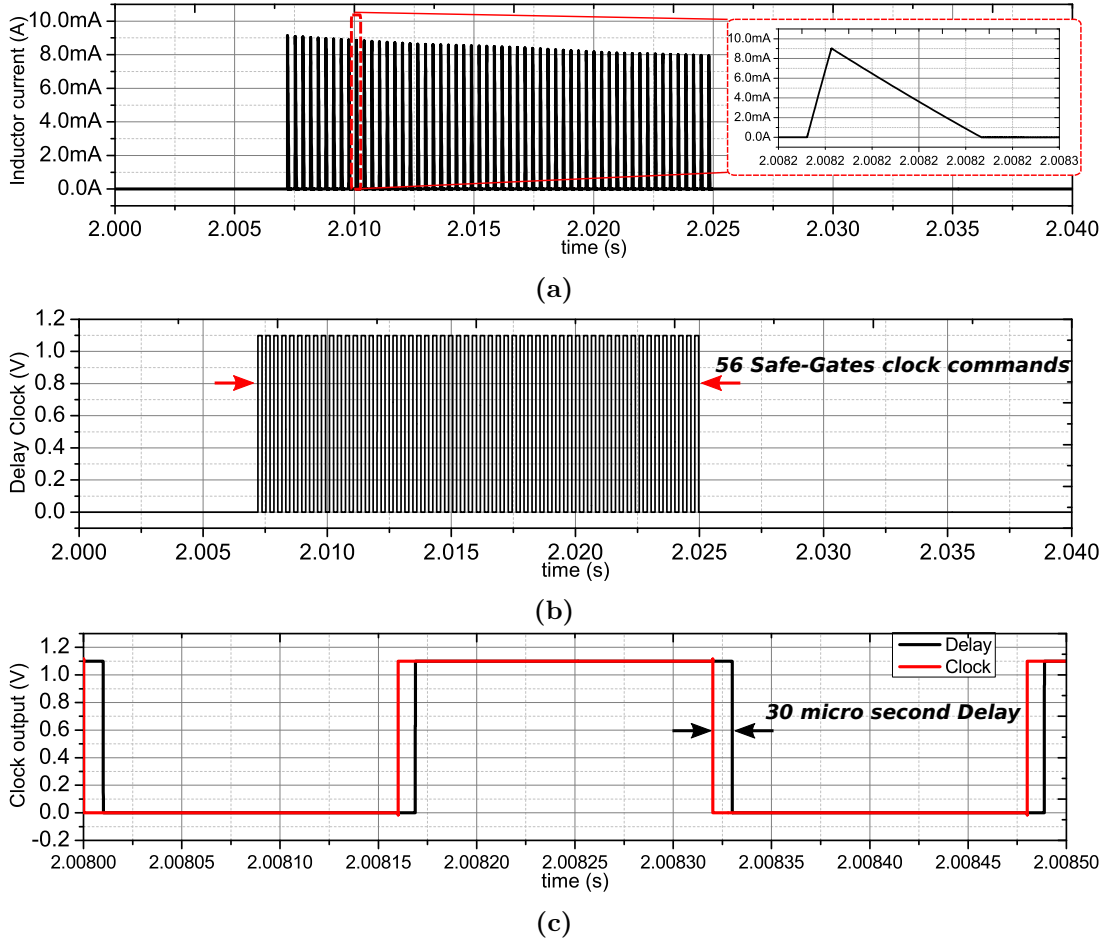 Inductor current (A)
10.0mA
8.0mA
6.0mA
4.0mA
2.0mA
0.0A
2.000 2.005 2.010 2.015 2.020 2.025 2.030 2.035 2.040
time (s)
10.0mA
8.0mA
6.0mA
4.0mA
2.0mA
0.0A
2.0082 2.0082 2.0082 2.0082 2.0082 2.0082 2.0083
(a)
Delay Clock (V)
1.2
1.0
0.8
0.6
0.4
0.2
0.0
56 Safe-Gates clock commands
2.000 2.005 2.010 2.015 2.020 2.025 2.030 2.035 2.040
time (s)
(b)
Clock output (V)
1.2
1.0
0.8
0.6
0.4
0.2
0.0
-0.2
Delay
Clock
30 micro second Delay
2.00800 2.00805 2.00810 2.00815 2.00820 2.00825 2.00830 2.00835 2.00840 2.00845 2.00850
time (s)
(c)